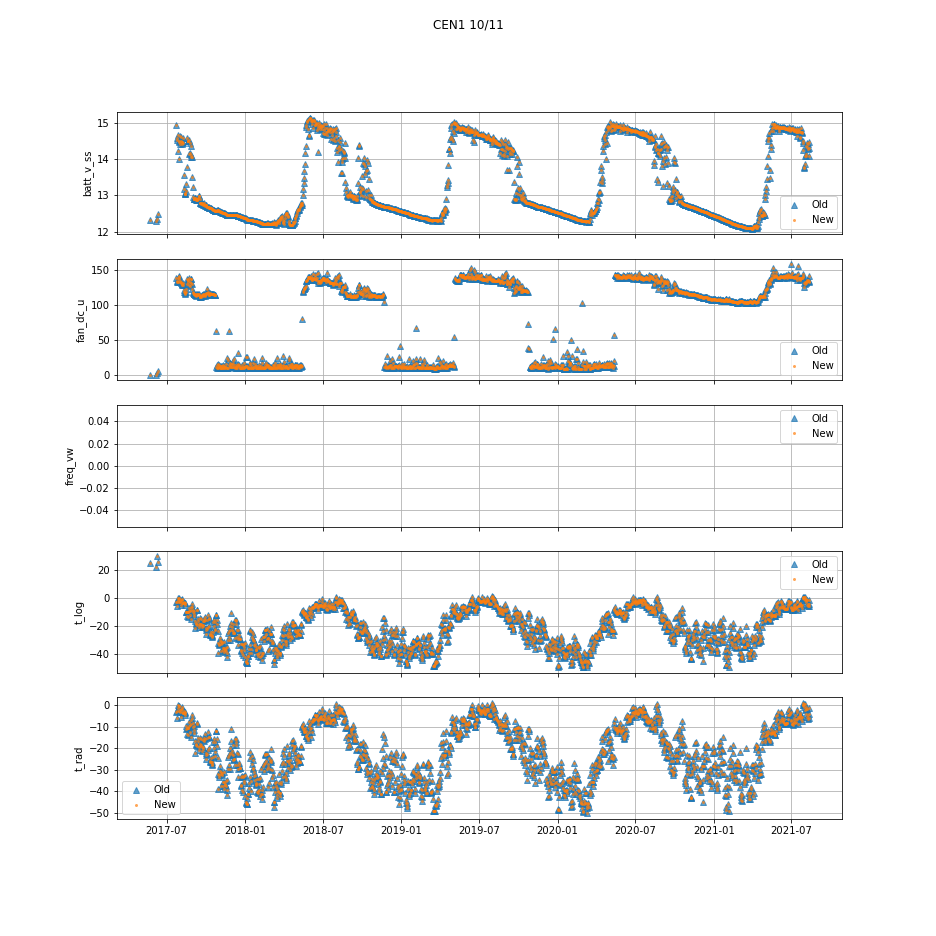 CEN1 10/11
15
14
13
12
batt_v_ss
Old
New
150
100
50
0
fan_dc_u
Old
New
0.04
0.02
0.00
−0.02
−0.04
freq_vw
Old
New
20
0
−20
−40
t_log
Old
New
0
−10
−20
−30
−40
−50
t_rad
Old
New
2017-07 2018-01 2018-07 2019-01 2019-07 2020-01 2020-07 2021-01 2021-07